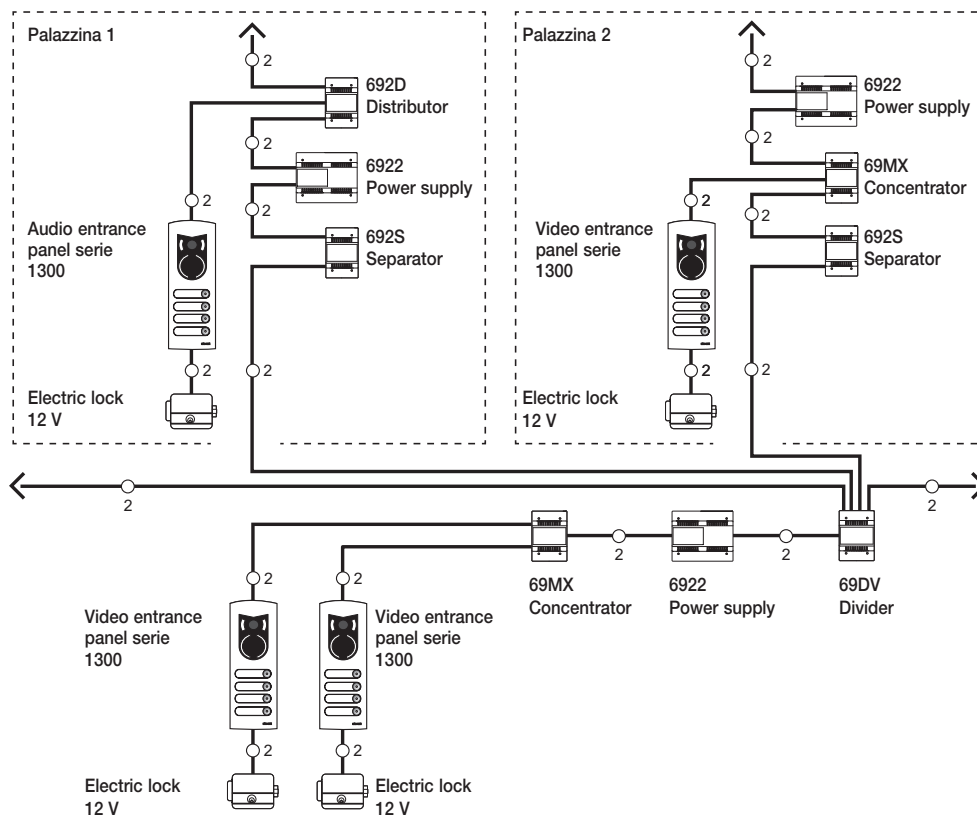 Palazzina 1
2
692D
Distributor
2
6922
Power supply
2
2
Audio entrance
panel serie
1300
692S
Separator
2
2
Electric lock
12 V
Palazzina 2
2
6922
Power supply
2
69MX
Concentrator
2
2
Video entrance
panel serie
1300
692S
Separator
2
2
Electric lock
12 V
2
2
2
2
69MX
Concentrator
6922
Power supply
69DV
Divider
2
2
Video entrance
panel serie
1300
Video entrance
panel serie
1300
2
2
Electric lock
12 V
Electric lock
12 V